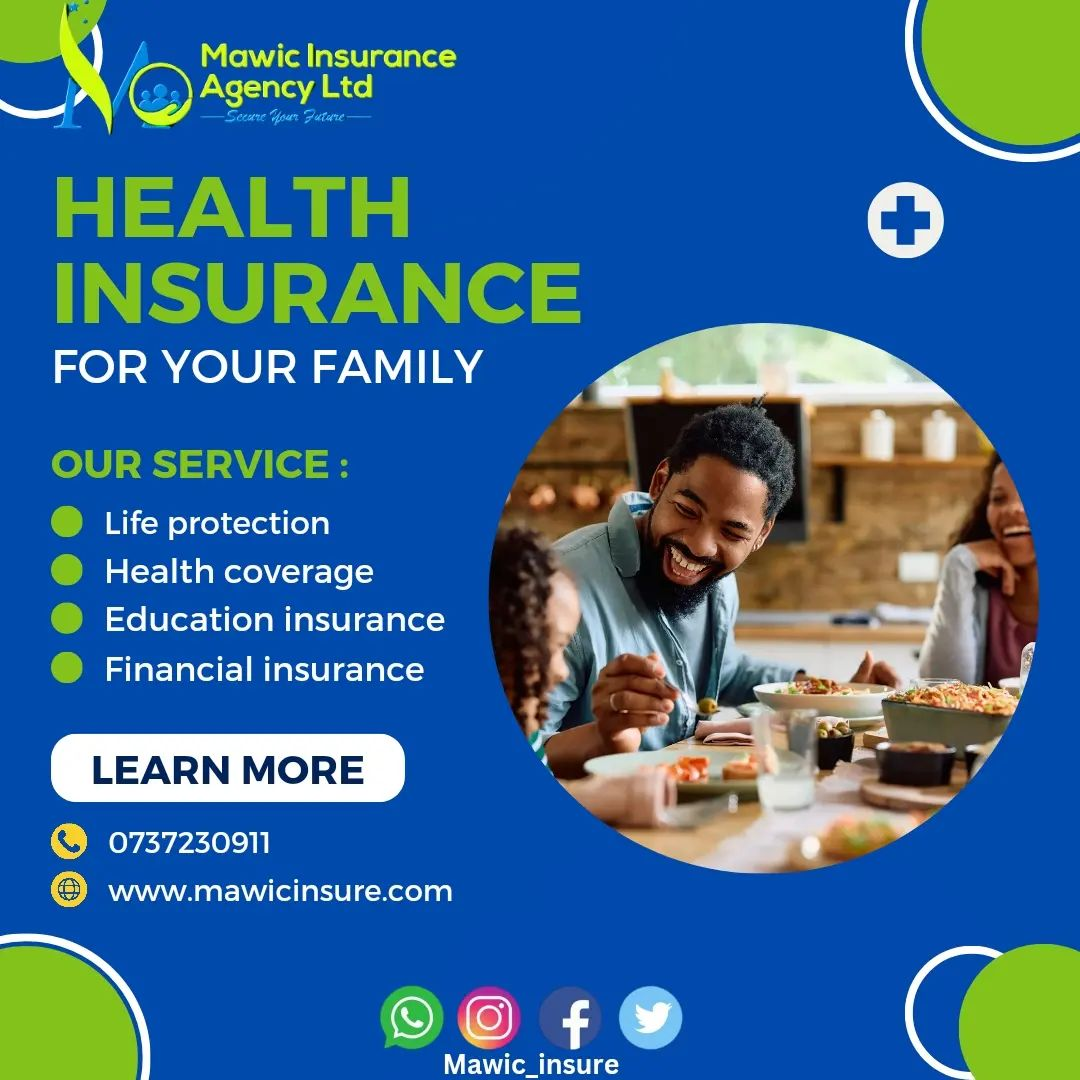 Mawic Insurance
Agency Ltd
Secure Your Future
HEALTH
INSURANCE
FOR YOUR FAMILY
OUR SERVICE :
Life protection
Health coverage
Education insurance
Financial insurance
LEARN MORE
0737230911
www.mawicinsure.com
Mawic_insure